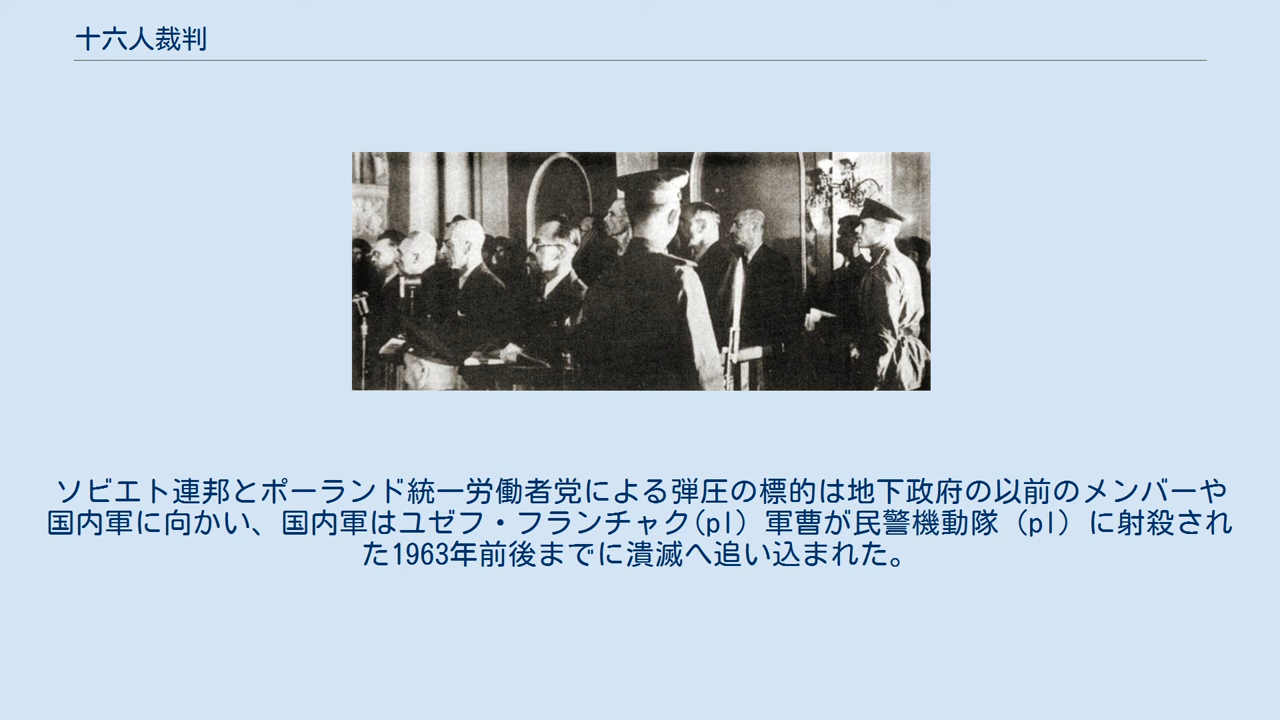 十六人裁判
ソビエト連邦とポーランド統一労働者党による弾圧の標的は地下政府の以前のメンバーや
国内軍に向かい、国内軍はユゼフ・フランチャク(pl) 軍曹が民警機動隊 (pl) に射殺され
た1963年前後までに潰滅へ追い込まれた。